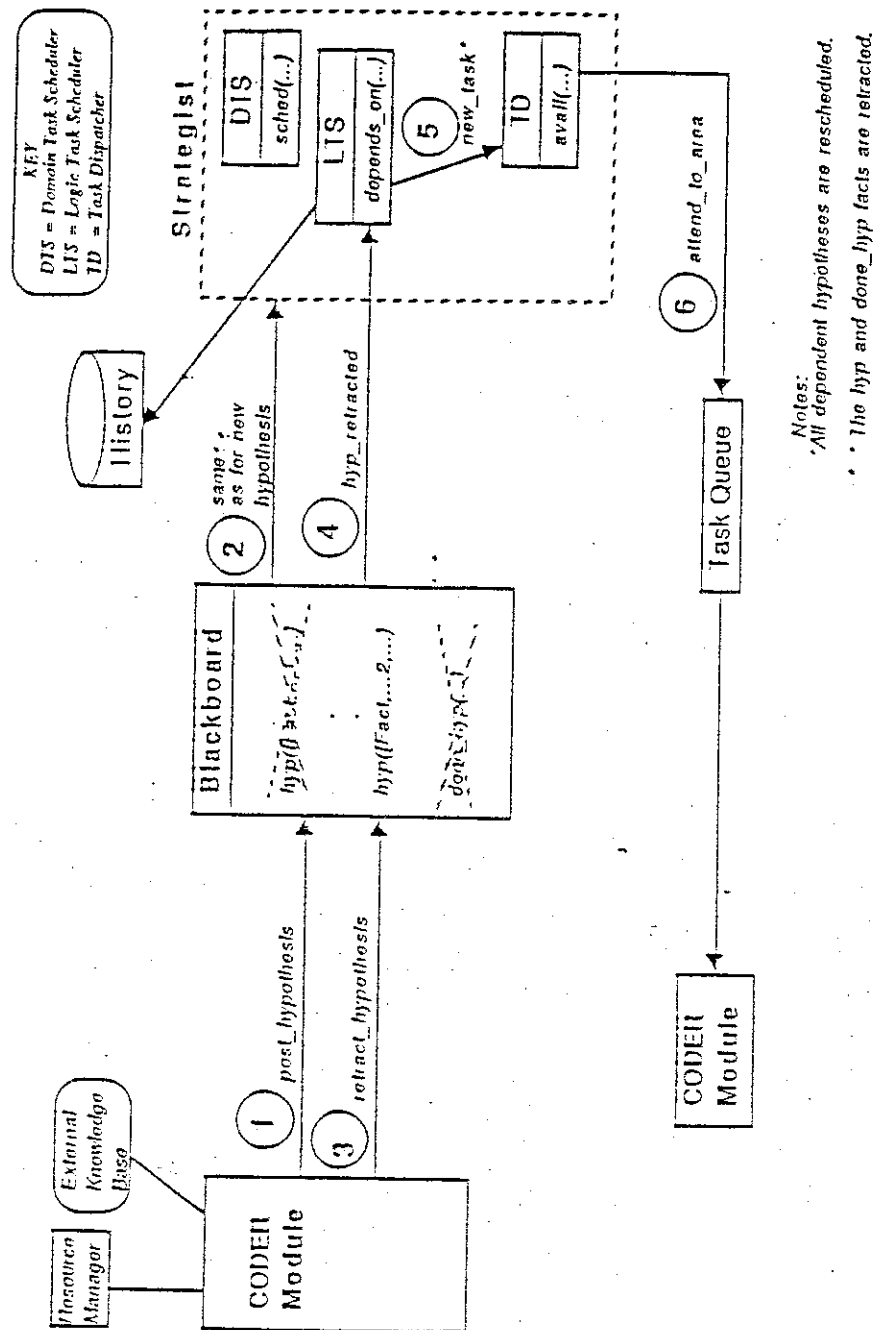 Resource
Manager
External
Knowledge
Base
CODER
Module
1
post_hypothesis
3
retract_hypothesis
Blackboard
hyp([Fact,...2,...)
done_hyp(...)
2
same**
as for new
hypothesis
4
hyp_retracted
History
KEY
DTS = Domain Task Scheduler
LTS = Logic Task Scheduler
TD = Task Dispatcher
Strategist
DTS
sched(...)
LTS
depends_on(...)
5
new_task*
TD
avail(...)
6
attend_to_area
Task Queue
CODER
Module
Notes:
*All dependent hypotheses are rescheduled.
* * The hyp and done_hyp facts are retracted.